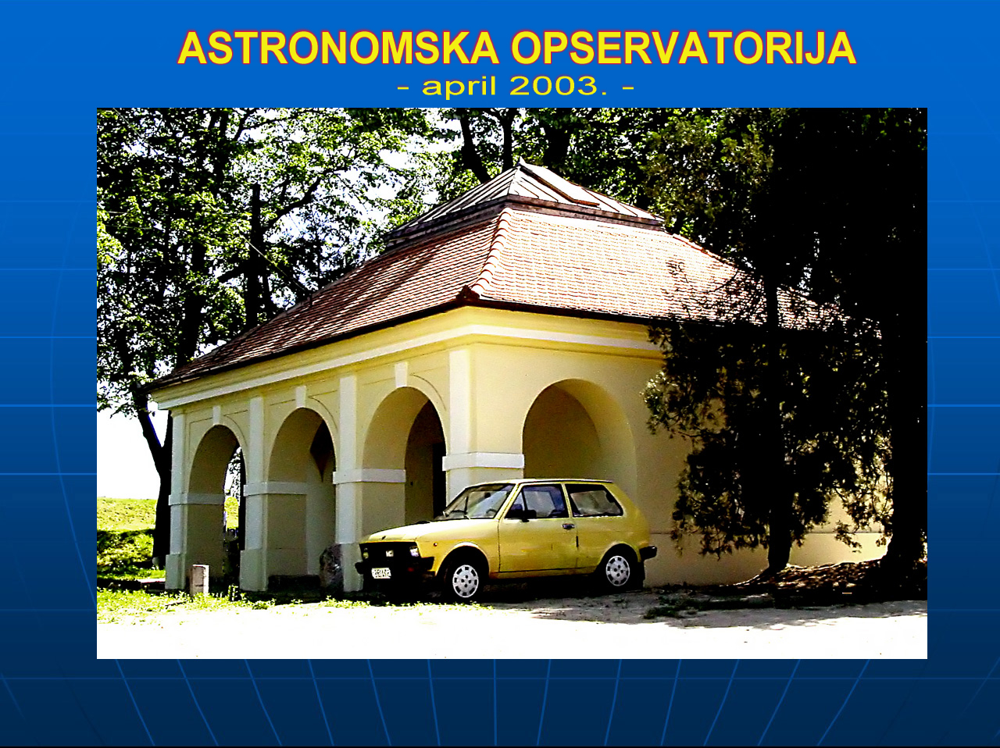 ASTRONOMSKA OPSERVATORIJA
- april 2003. -